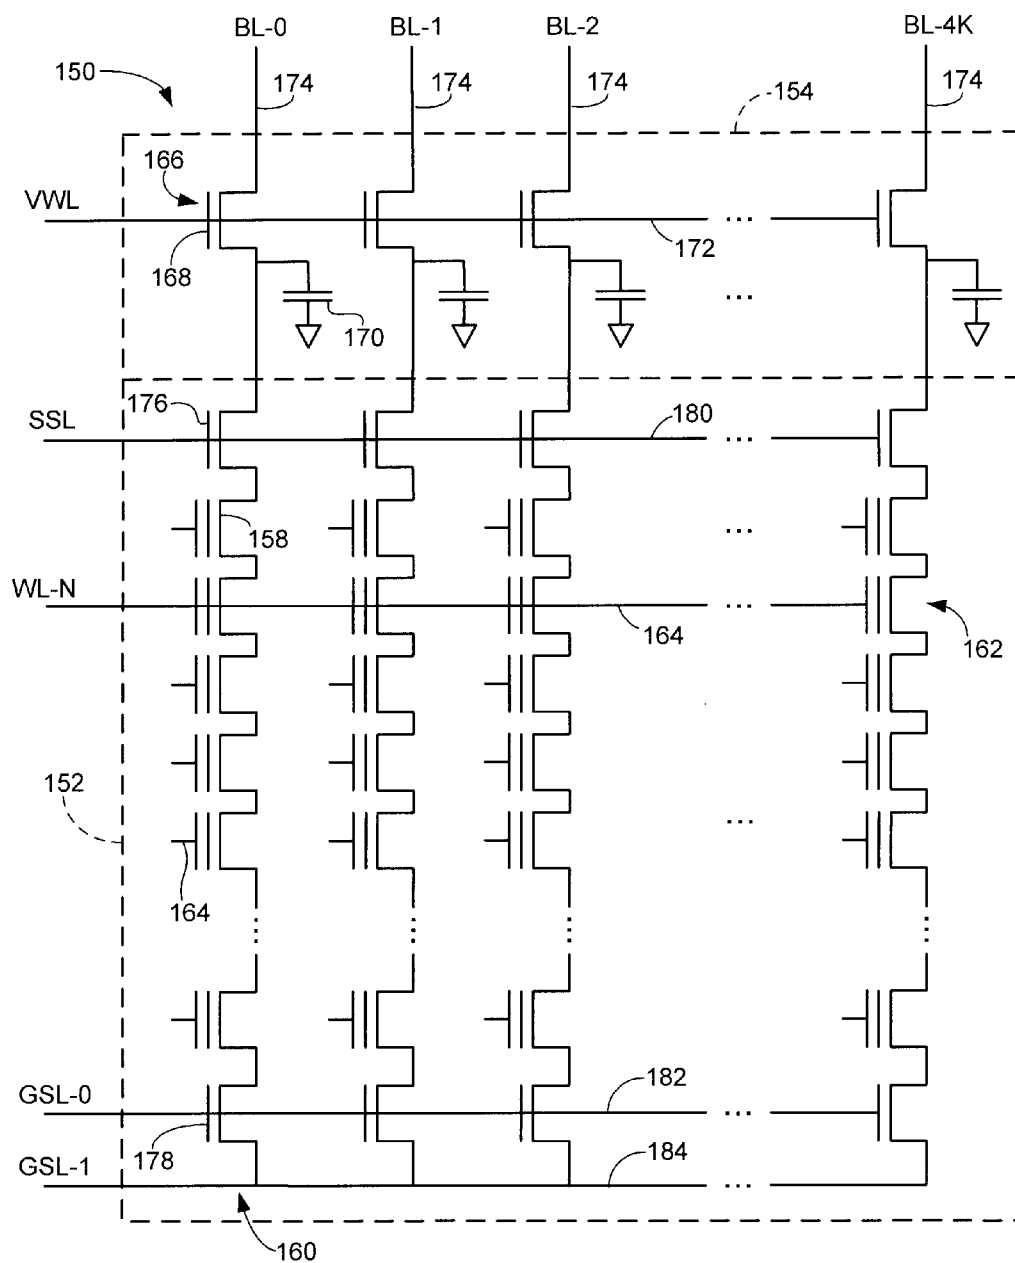 BL-0 BL-1 BL-2 BL-4K
150 174 174 174 174
154
166
VWL
172
168
...
170
176
SSL 180 ...
158 ...
WL-N ...
164 162
152
...
164
GSL-0 182 ...
178
GSL-1 184 ...
160